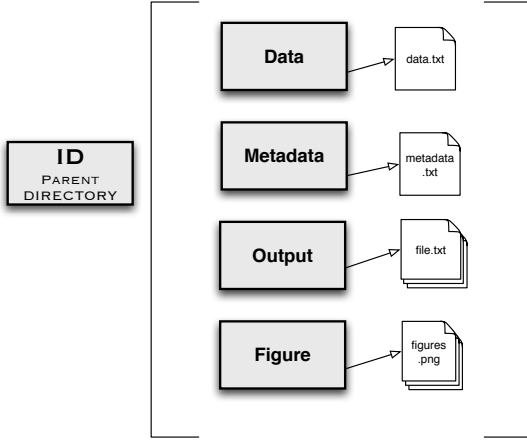 ID
PARENT
DIRECTORY
Data
data.txt
Metadata
metadata
.txt
Output
file.txt
Figure
figures
.png